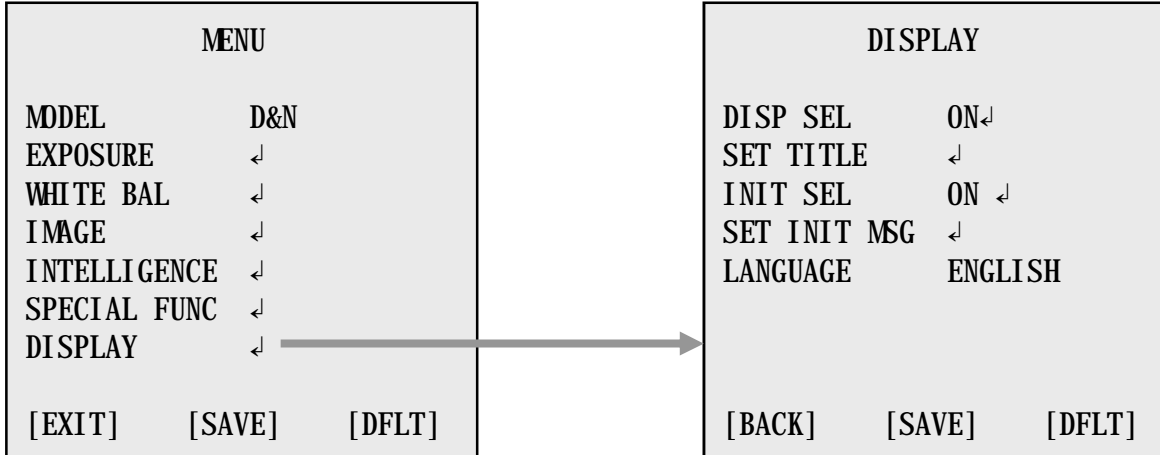 MENU
MODEL D&N
EXPOSURE ↲
WHITE BAL ↲
IMAGE ↲
INTELLIGENCE ↲
SPECIAL FUNC ↲
DISPLAY ↲
[EXIT] [SAVE] [DFLT]
DISPLAY
DISP SEL ON↲
SET TITLE ↲
INIT SEL ON ↲
SET INIT MSG ↲
LANGUAGE ENGLISH
[BACK] [SAVE] [DFLT]